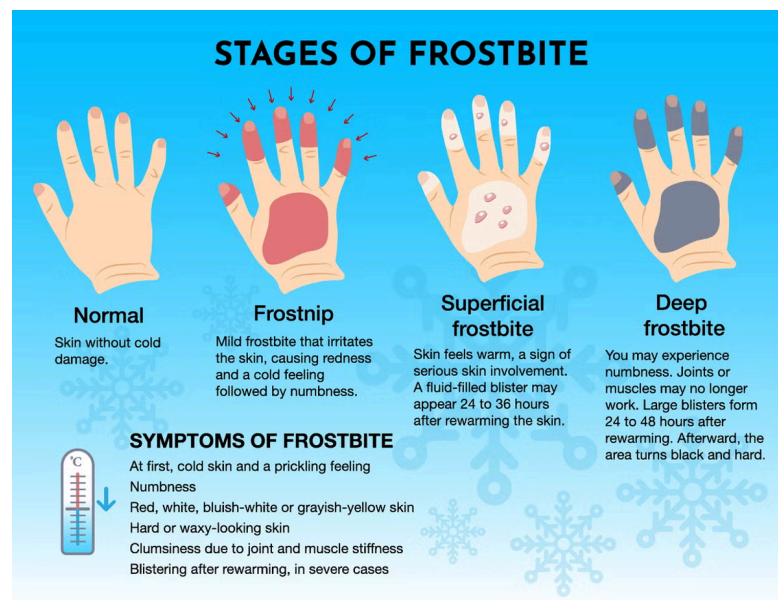 STAGES OF FROSTBITE
Normal
Skin without cold
damage.
Frostnip
Mild frostbite that irritates
the skin, causing redness
and a cold feeling
followed by numbness.
Superficial
frostbite
Skin feels warm, a sign of
serious skin involvement.
A fluid-filled blister may
appear 24 to 36 hours
after rewarming the skin.
Deep
frostbite
You may experience
numbness. Joints or
muscles may no longer
work. Large blisters form
24 to 48 hours after
rewarming. Afterward, the
area turns black and hard.
°C
SYMPTOMS OF FROSTBITE
At first, cold skin and a prickling feeling
Numbness
Red, white, bluish-white or grayish-yellow skin
Hard or waxy-looking skin
Clumsiness due to joint and muscle stiffness
Blistering after rewarming, in severe cases